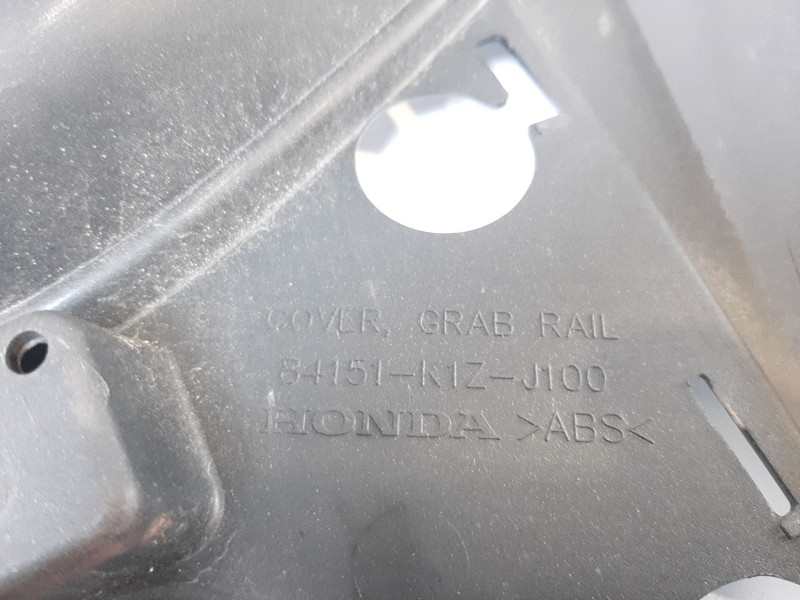 COVER, GRAB RAIL
84151-K1Z-J100
HONDA >ABS<